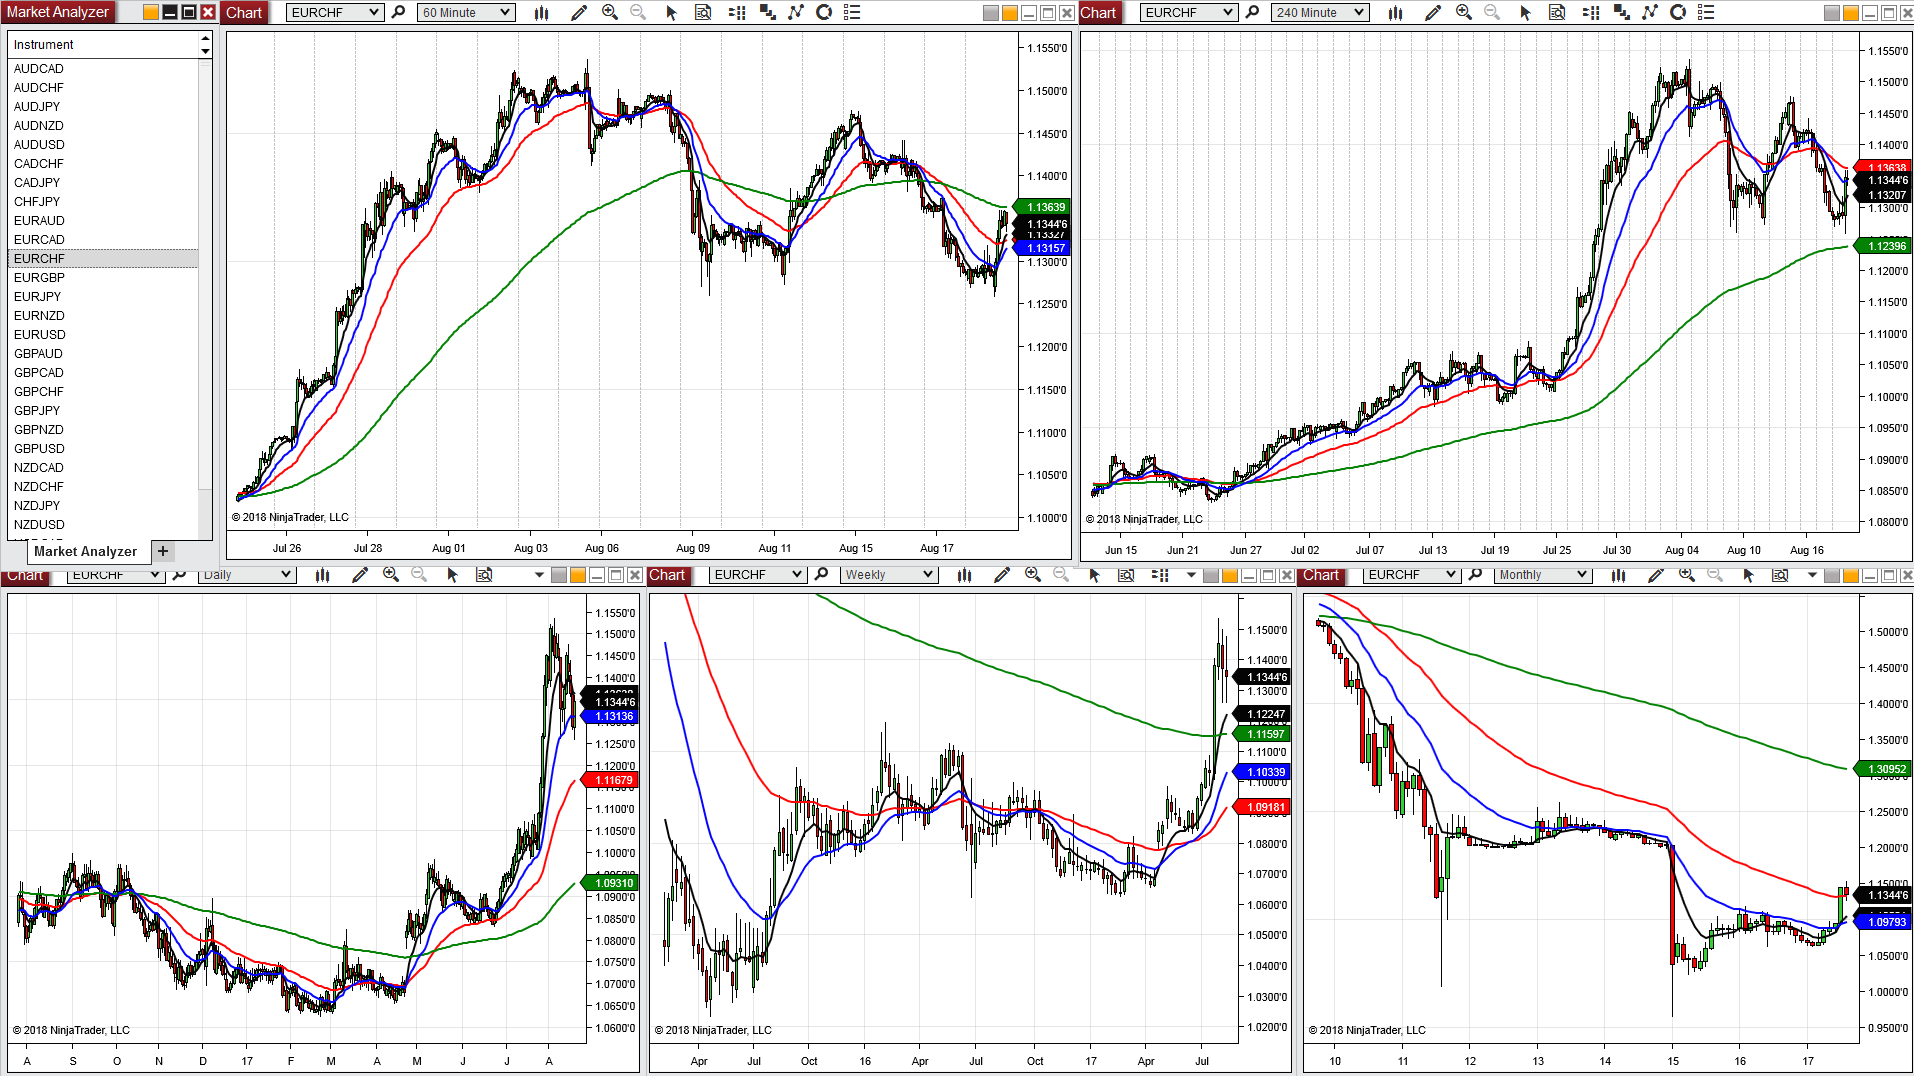 Market Analyzer
Instrument
AUDCAD
AUDCHF
AUDJPY
AUDNZD
AUDUSD
CADCHF
CADJPY
CHFJPY
EURAUD
EURCAD
EURCHF
EURGBP
EURJPY
EURNZD
EURUSD
GBPAUD
GBPCAD
GBPCHF
GBPJPY
GBPNZD
GBPUSD
NZDCAD
NZDCHF
NZDJPY
NZDUSD
Market Analyzer +
Chart EURCHF 60 Minute
1.1550'0
1.1500'0
1.1450'0
1.1400'0
1.13639
1.1344'6
1.13327
1.13157
1.1300'0
1.1250'0
1.1200'0
1.1150'0
1.1100'0
1.1050'0
1.1000'0
© 2018 NinjaTrader, LLC
Jul 26 Jul 28 Aug 01 Aug 03 Aug 06 Aug 09 Aug 11 Aug 15 Aug 17
Chart EURCHF 240 Minute
1.1550'0
1.1500'0
1.1450'0
1.1400'0
1.13638
1.1344'6
1.13207
1.1300'0
1.12396
1.1200'0
1.1150'0
1.1100'0
1.1050'0
1.1000'0
1.0950'0
1.0900'0
1.0850'0
1.0800'0
© 2018 NinjaTrader, LLC
Jun 15 Jun 21 Jun 27 Jul 02 Jul 07 Jul 13 Jul 19 Jul 25 Jul 30 Aug 04 Aug 10 Aug 16
Chart EURCHF Daily
1.1550'0
1.1500'0
1.1450'0
1.1400'0
1.1344'6
1.13136
1.1250'0
1.1200'0
1.11679
1.1100'0
1.1050'0
1.1000'0
1.09310
1.0900'0
1.0850'0
1.0800'0
1.0750'0
1.0700'0
1.0650'0
1.0600'0
© 2018 NinjaTrader, LLC
A S O N D 17 F M A M J J A
Chart EURCHF Weekly
1.1500'0
1.1400'0
1.1344'6
1.1300'0
1.12247
1.11597
1.1100'0
1.10339
1.1000'0
1.09181
1.0800'0
1.0700'0
1.0600'0
1.0500'0
1.0400'0
1.0300'0
1.0200'0
© 2018 NinjaTrader, LLC
Apr Jul Oct 16 Apr Jul Oct 17 Apr Jul
Chart EURCHF Monthly
1.5000'0
1.4500'0
1.4000'0
1.3500'0
1.30952
1.2500'0
1.2000'0
1.1500'0
1.1344'6
1.09793
1.0500'0
1.0000'0
0.9500'0
© 2018 NinjaTrader, LLC
10 11 12 13 14 15 16 17